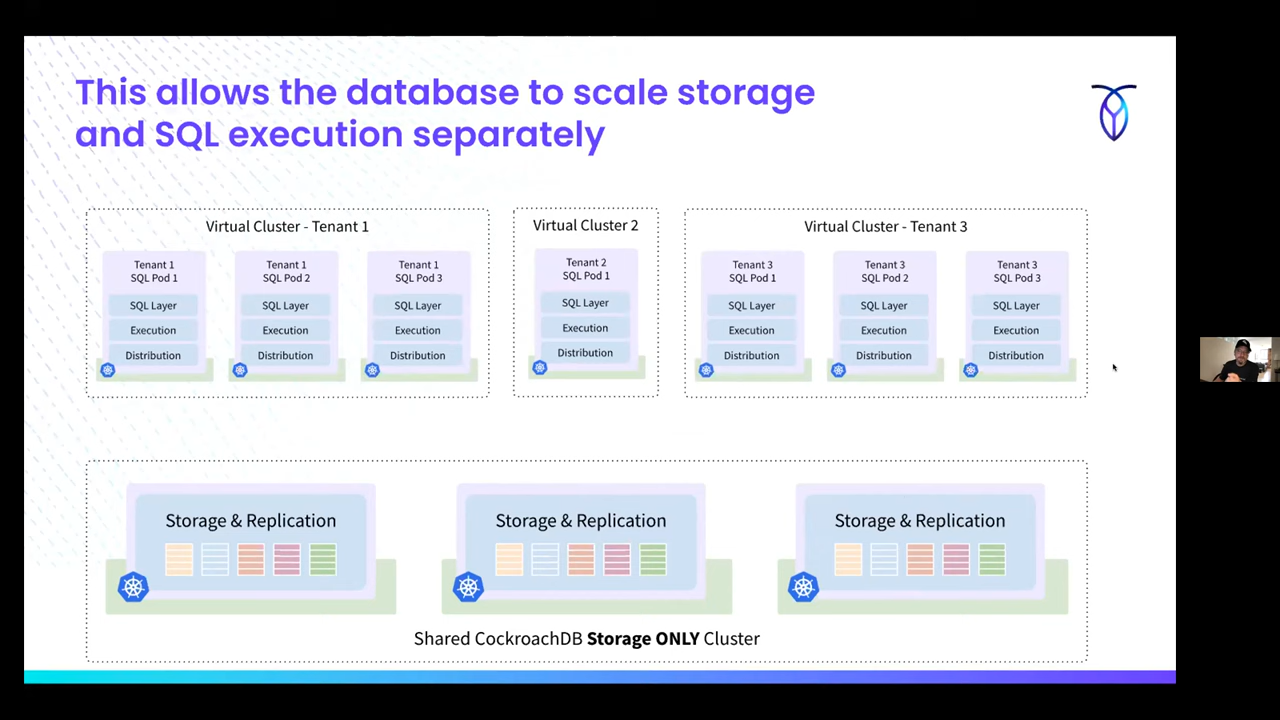 This allows the database to scale storage
and SQL execution separately
Virtual Cluster - Tenant 1
Tenant 1
SQL Pod 1
SQL Layer
Execution
Distribution
Tenant 1
SQL Pod 2
SQL Layer
Execution
Distribution
Tenant 1
SQL Pod 3
SQL Layer
Execution
Distribution
Virtual Cluster 2
Tenant 2
SQL Pod 1
SQL Layer
Execution
Distribution
Virtual Cluster - Tenant 3
Tenant 3
SQL Pod 1
SQL Layer
Execution
Distribution
Tenant 3
SQL Pod 2
SQL Layer
Execution
Distribution
Tenant 3
SQL Pod 3
SQL Layer
Execution
Distribution
Storage & Replication
Storage & Replication
Storage & Replication
Shared CockroachDB Storage ONLY Cluster